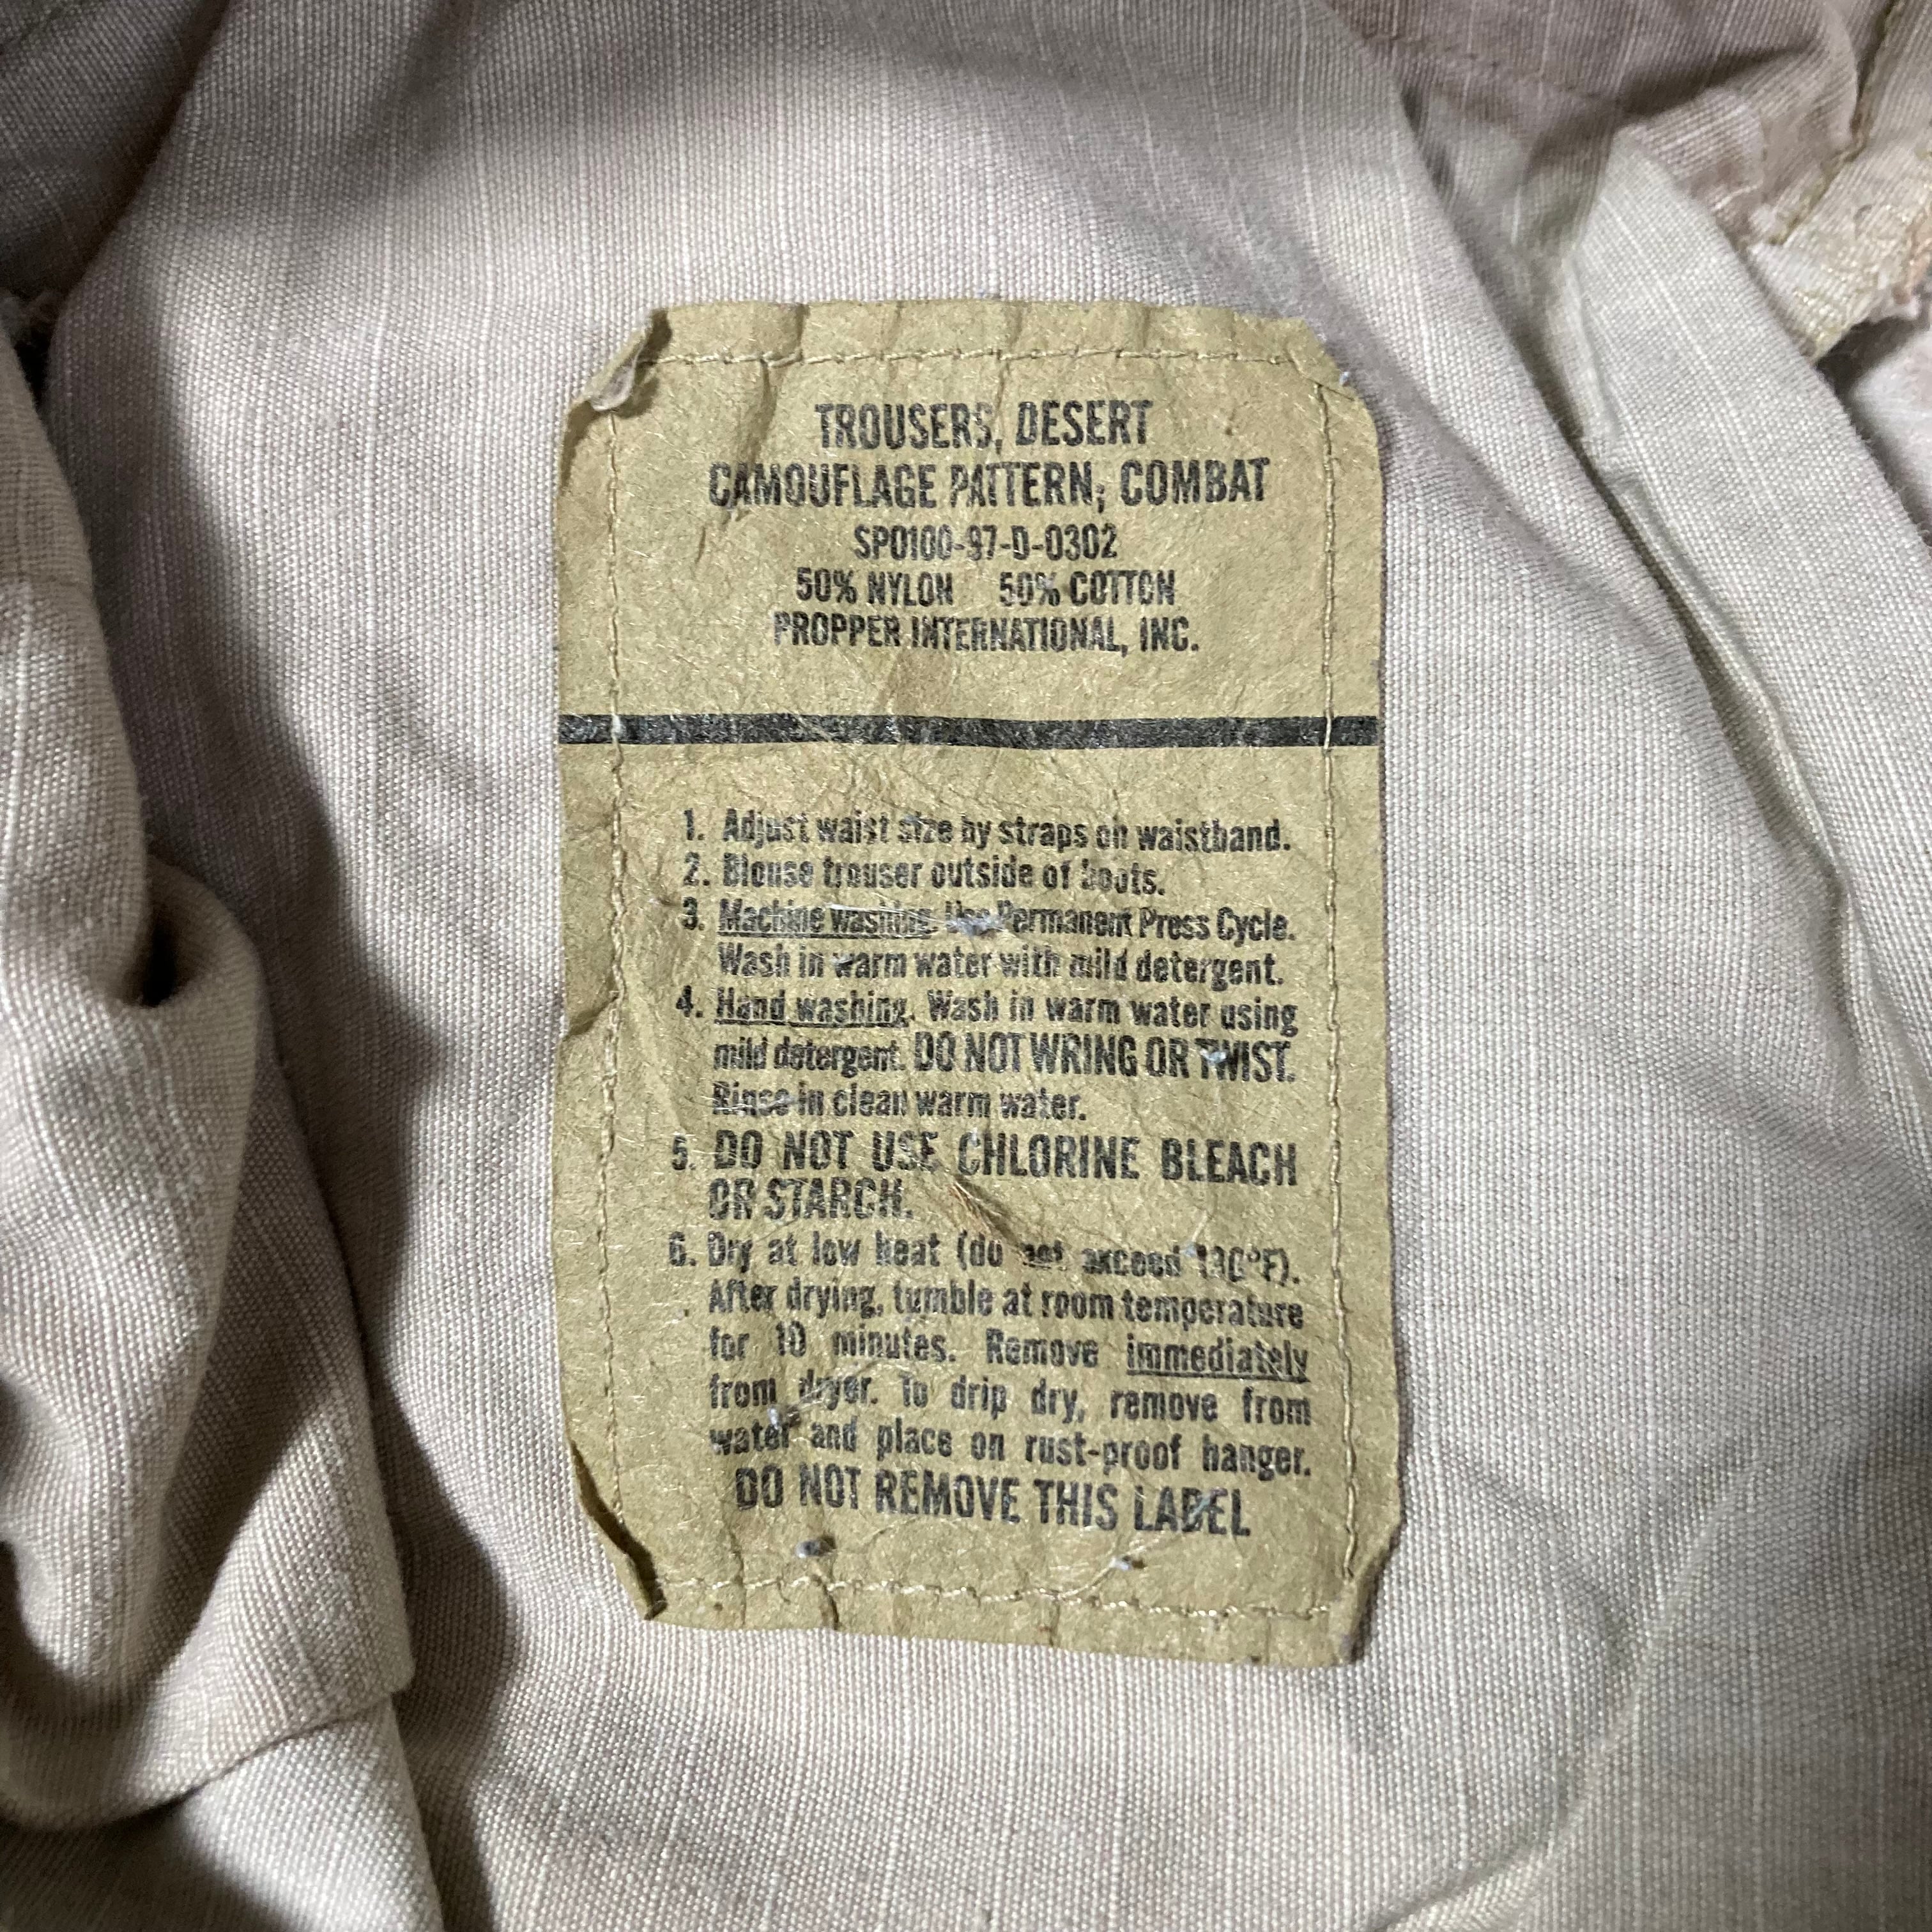 TROUSERS, DESERT
CAMOUFLAGE PATTERN; COMBAT
SP0100-97-D-0302
50% NYLON 50% COTTON
PROPPER INTERNATIONAL, INC.
1. Adjust waist size by straps on waistband.
2. Blouse trouser outside of boots.
3. Machine washing. Use Permanent Press Cycle.
Wash in warm water with mild detergent.
4. Hand washing. Wash in warm water using
mild detergent. DO NOT WRING OR TWIST.
Rinse in clean warm water.
5. DO NOT USE CHLORINE BLEACH
OR STARCH.
6. Dry at low heat (do not exceed 130°F).
After drying, tumble at room temperature
for 10 minutes. Remove immediately
from dryer. To drip dry, remove from
water and place on rust-proof hanger.
DO NOT REMOVE THIS LABEL